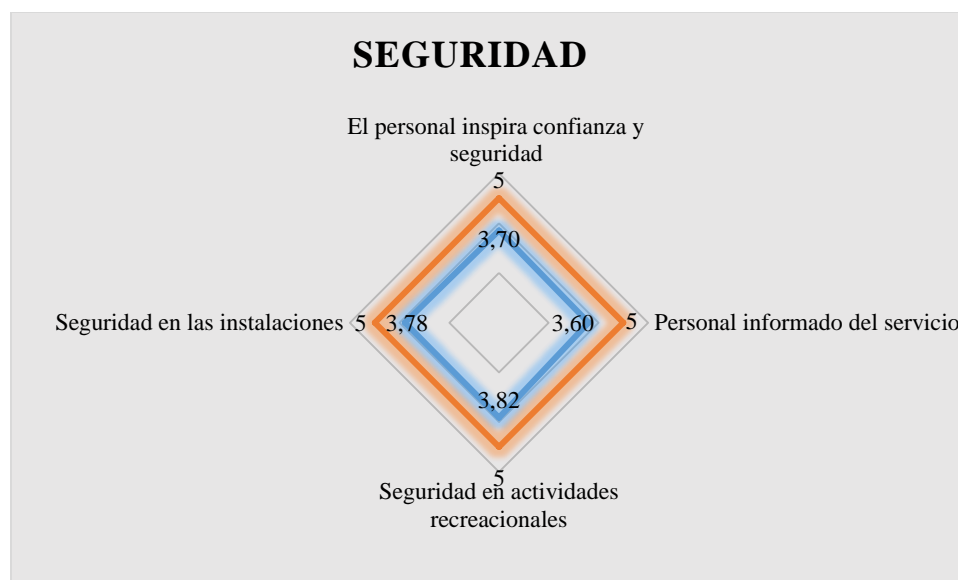 SEGURIDAD
El personal inspira confianza y
seguridad
5
3,70
Seguridad en las instalaciones
5
3,78
3,60
5
Personal informado del servicio
3,82
5
Seguridad en actividades
recreacionales